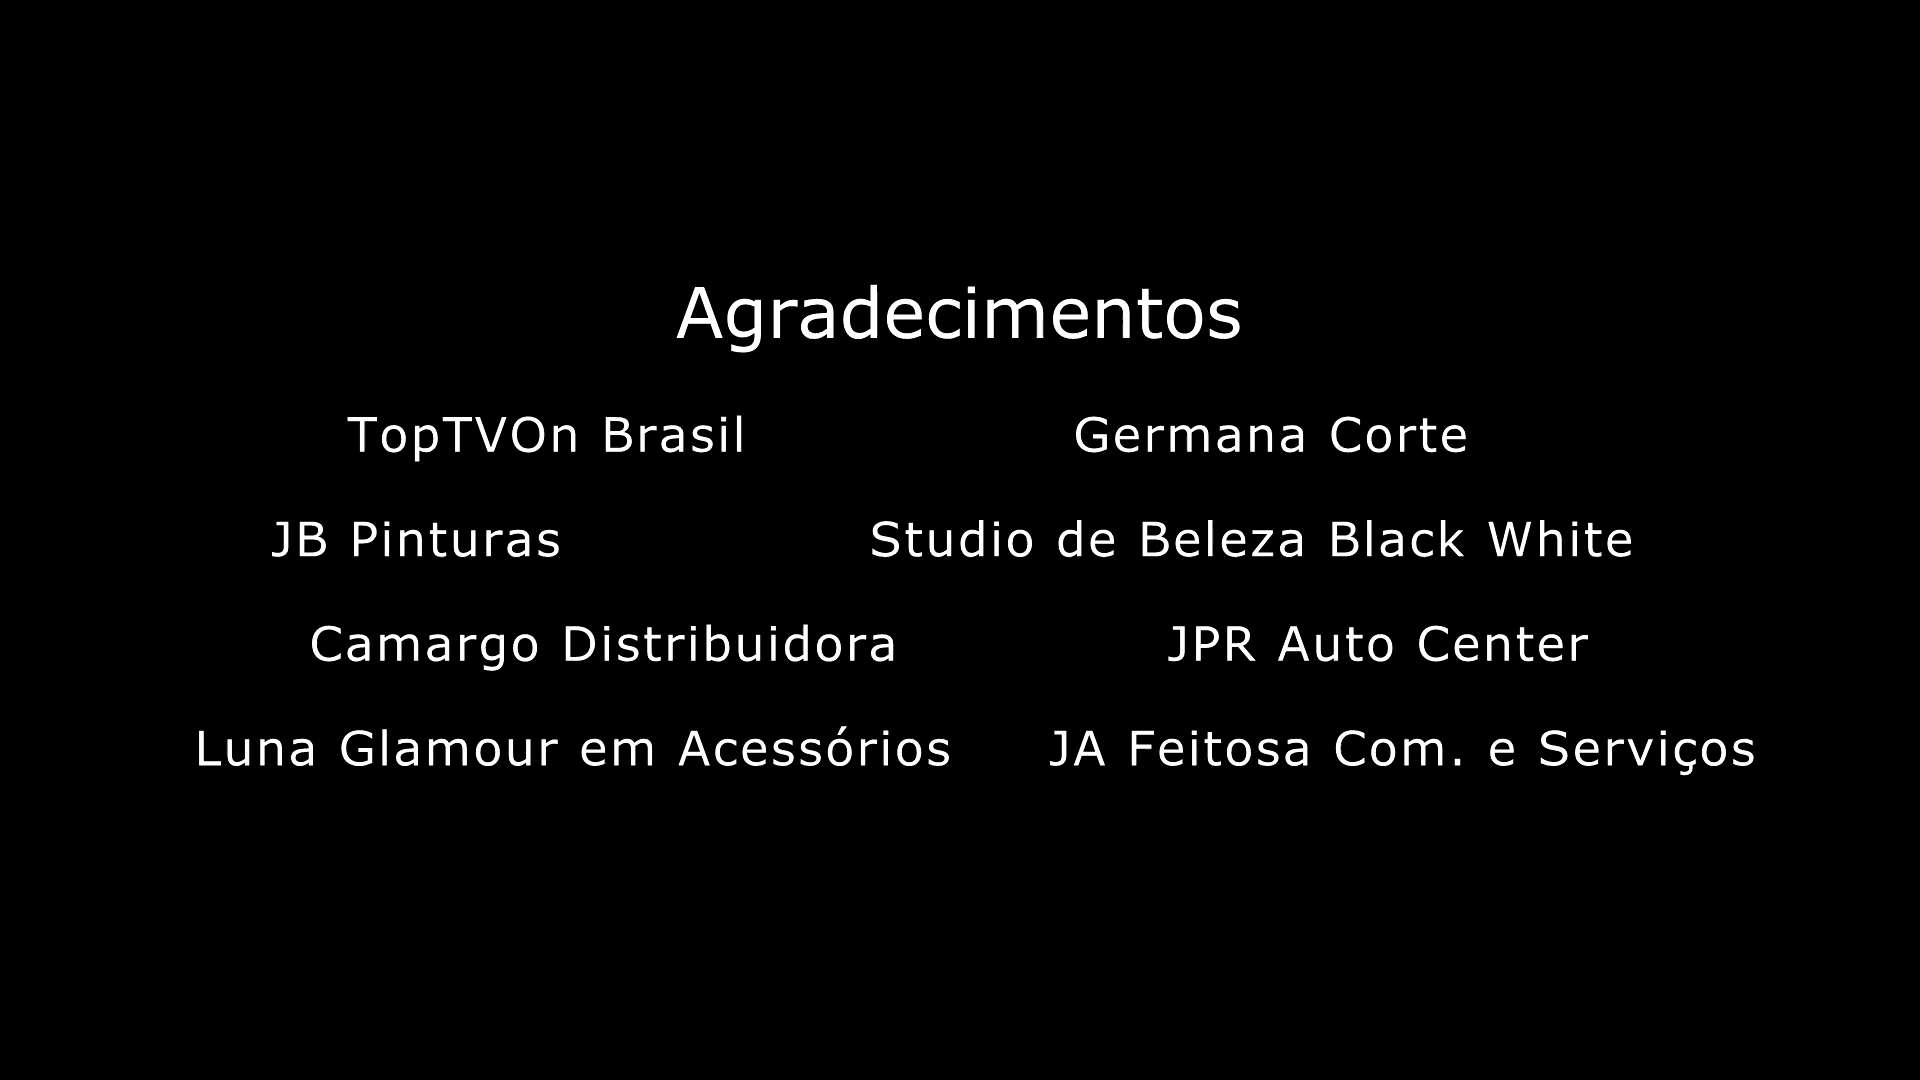 Agradecimentos
TopTVOn Brasil Germana Corte
JB Pinturas Studio de Beleza Black White
Camargo Distribuidora JPR Auto Center
Luna Glamour em Acessórios JA Feitosa Com. e Serviços